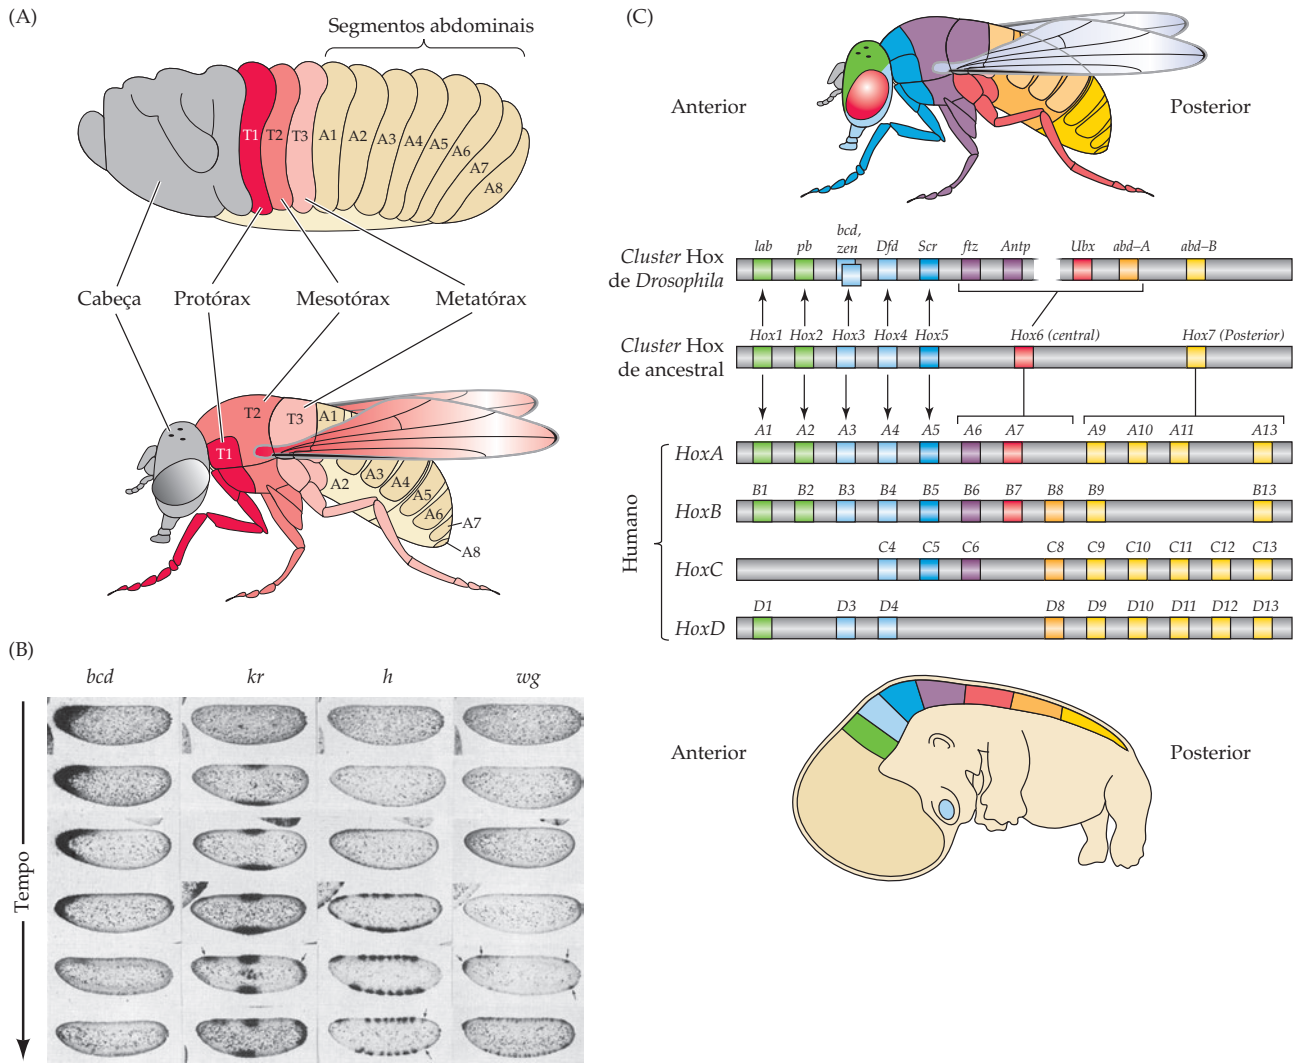 (A)
Segmentos abdominais
T1 T2 T3 A1 A2 A3 A4 A5 A6 A7 A8
Cabeça Protórax Mesotórax Metatórax
T1 T2 T3 A1 A2 A3 A4 A5 A6 A7 A8
(B)
bcd kr h wg
Tempo
(C)
Anterior Posterior
lab pb bcd, zen Dfd Scr ftz Antp Ubx abd–A abd–B
Cluster Hox
de Drosophila
Hox1 Hox2 Hox3 Hox4 Hox5 Hox6 (central) Hox7 (Posterior)
Cluster Hox
de ancestral
A1 A2 A3 A4 A5 A6 A7 A9 A10 A11 A13
HoxA
B1 B2 B3 B4 B5 B6 B7 B8 B9 B13
HoxB
Humano
C4 C5 C6 C8 C9 C10 C11 C12 C13
HoxC
D1 D3 D4 D8 D9 D10 D11 D12 D13
HoxD
Anterior Posterior